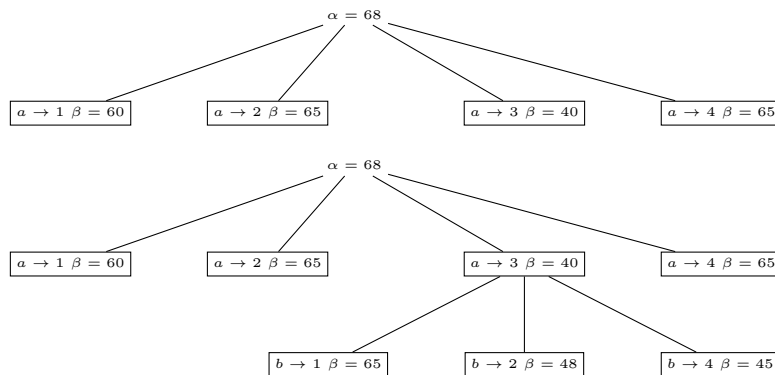 α = 68
a → 1 β = 60 a → 2 β = 65 a → 3 β = 40 a → 4 β = 65
α = 68
a → 1 β = 60 a → 2 β = 65 a → 3 β = 40 a → 4 β = 65
b → 1 β = 65 b → 2 β = 48 b → 4 β = 45